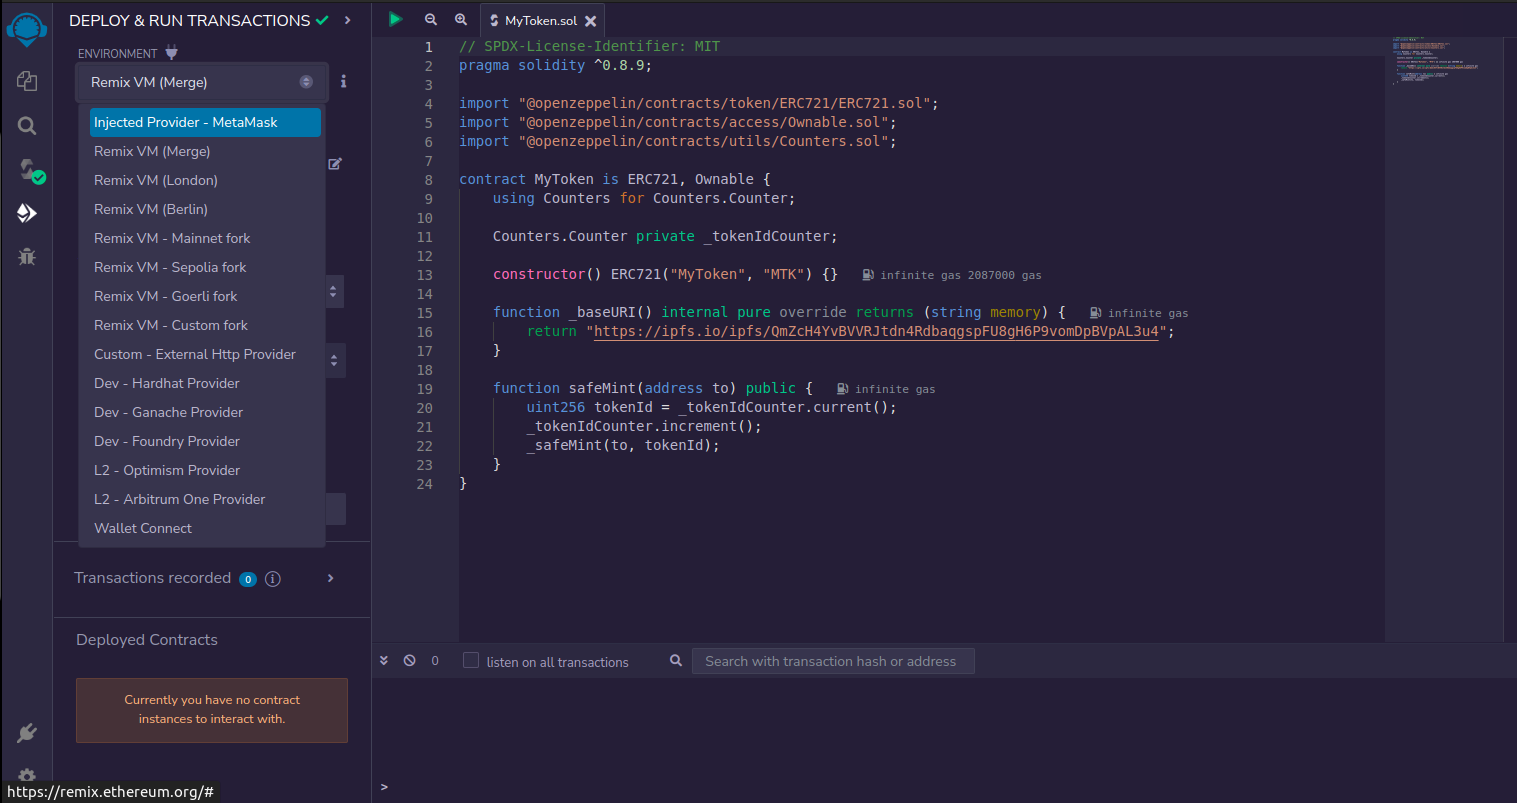 DEPLOY & RUN TRANSACTIONS
ENVIRONMENT
Remix VM (Merge)
Injected Provider - MetaMask
Remix VM (Merge)
Remix VM (London)
Remix VM (Berlin)
Remix VM - Mainnet fork
Remix VM - Sepolia fork
Remix VM - Goerli fork
Remix VM - Custom fork
Custom - External Http Provider
Dev - Hardhat Provider
Dev - Ganache Provider
Dev - Foundry Provider
L2 - Optimism Provider
L2 - Arbitrum One Provider
Wallet Connect
Transactions recorded 0
Deployed Contracts
Currently you have no contract
instances to interact with.
https://remix.ethereum.org/#
MyToken.sol
1 // SPDX-License-Identifier: MIT
2 pragma solidity ^0.8.9;
3
4 import "@openzeppelin/contracts/token/ERC721/ERC721.sol";
5 import "@openzeppelin/contracts/access/Ownable.sol";
6 import "@openzeppelin/contracts/utils/Counters.sol";
7
8 contract MyToken is ERC721, Ownable {
9 using Counters for Counters.Counter;
10
11 Counters.Counter private _tokenIdCounter;
12
13 constructor() ERC721("MyToken", "MTK") {} infinite gas 2087000 gas
14
15 function _baseURI() internal pure override returns (string memory) { infinite gas
16 return "https://ipfs.io/ipfs/QmZcH4YvBVVRJtdn4RdbaqgspFU8gH6P9vomDpBVpAL3u4";
17 }
18
19 function safeMint(address to) public { infinite gas
20 uint256 tokenId = _tokenIdCounter.current();
21 _tokenIdCounter.increment();
22 _safeMint(to, tokenId);
23 }
24 }
0 listen on all transactions Search with transaction hash or address
>